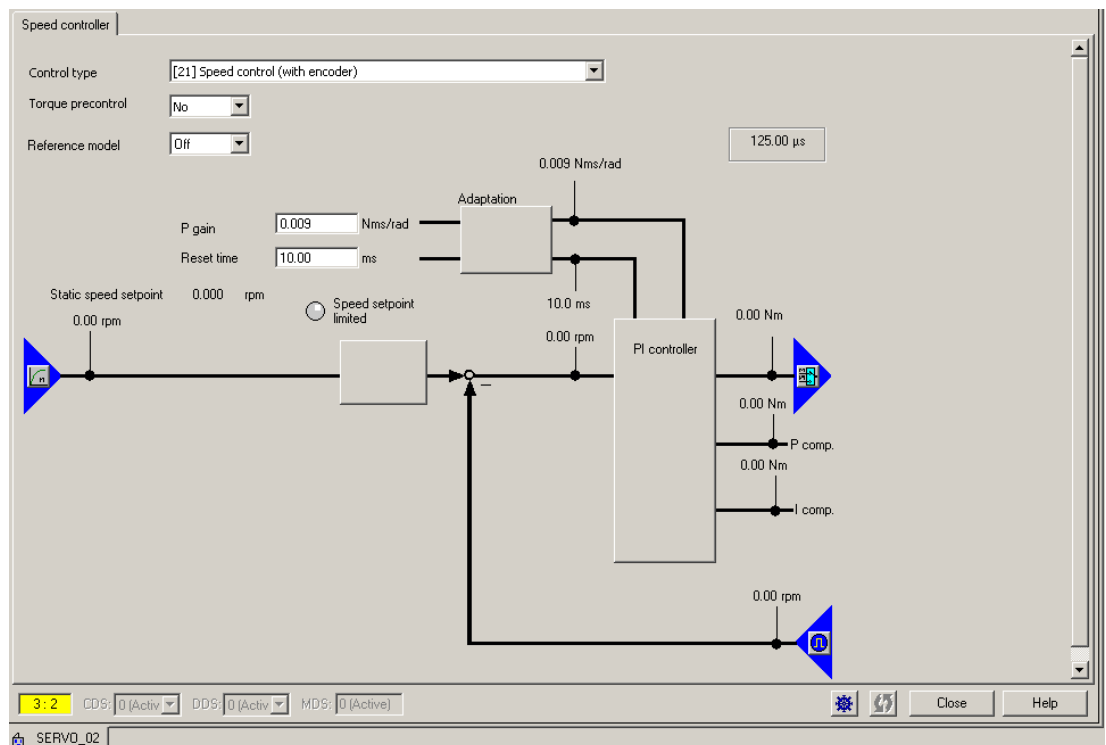 Speed controller
Control type [21] Speed control (with encoder)
Torque precontrol No
Reference model Off
125.00 µs
0.009 Nms/rad
Adaptation
P gain 0.009 Nms/rad
Reset time 10.00 ms
Static speed setpoint 0.000 rpm
10.0 ms
Speed setpoint
limited
0.00 rpm
0.00 rpm
PI controller
0.00 Nm
0.00 Nm
P comp.
0.00 Nm
I comp.
0.00 rpm
3 : 2 CDS: 0 (Activ DDS: 0 (Activ MDS: 0 (Active) Close Help
SERVO_02